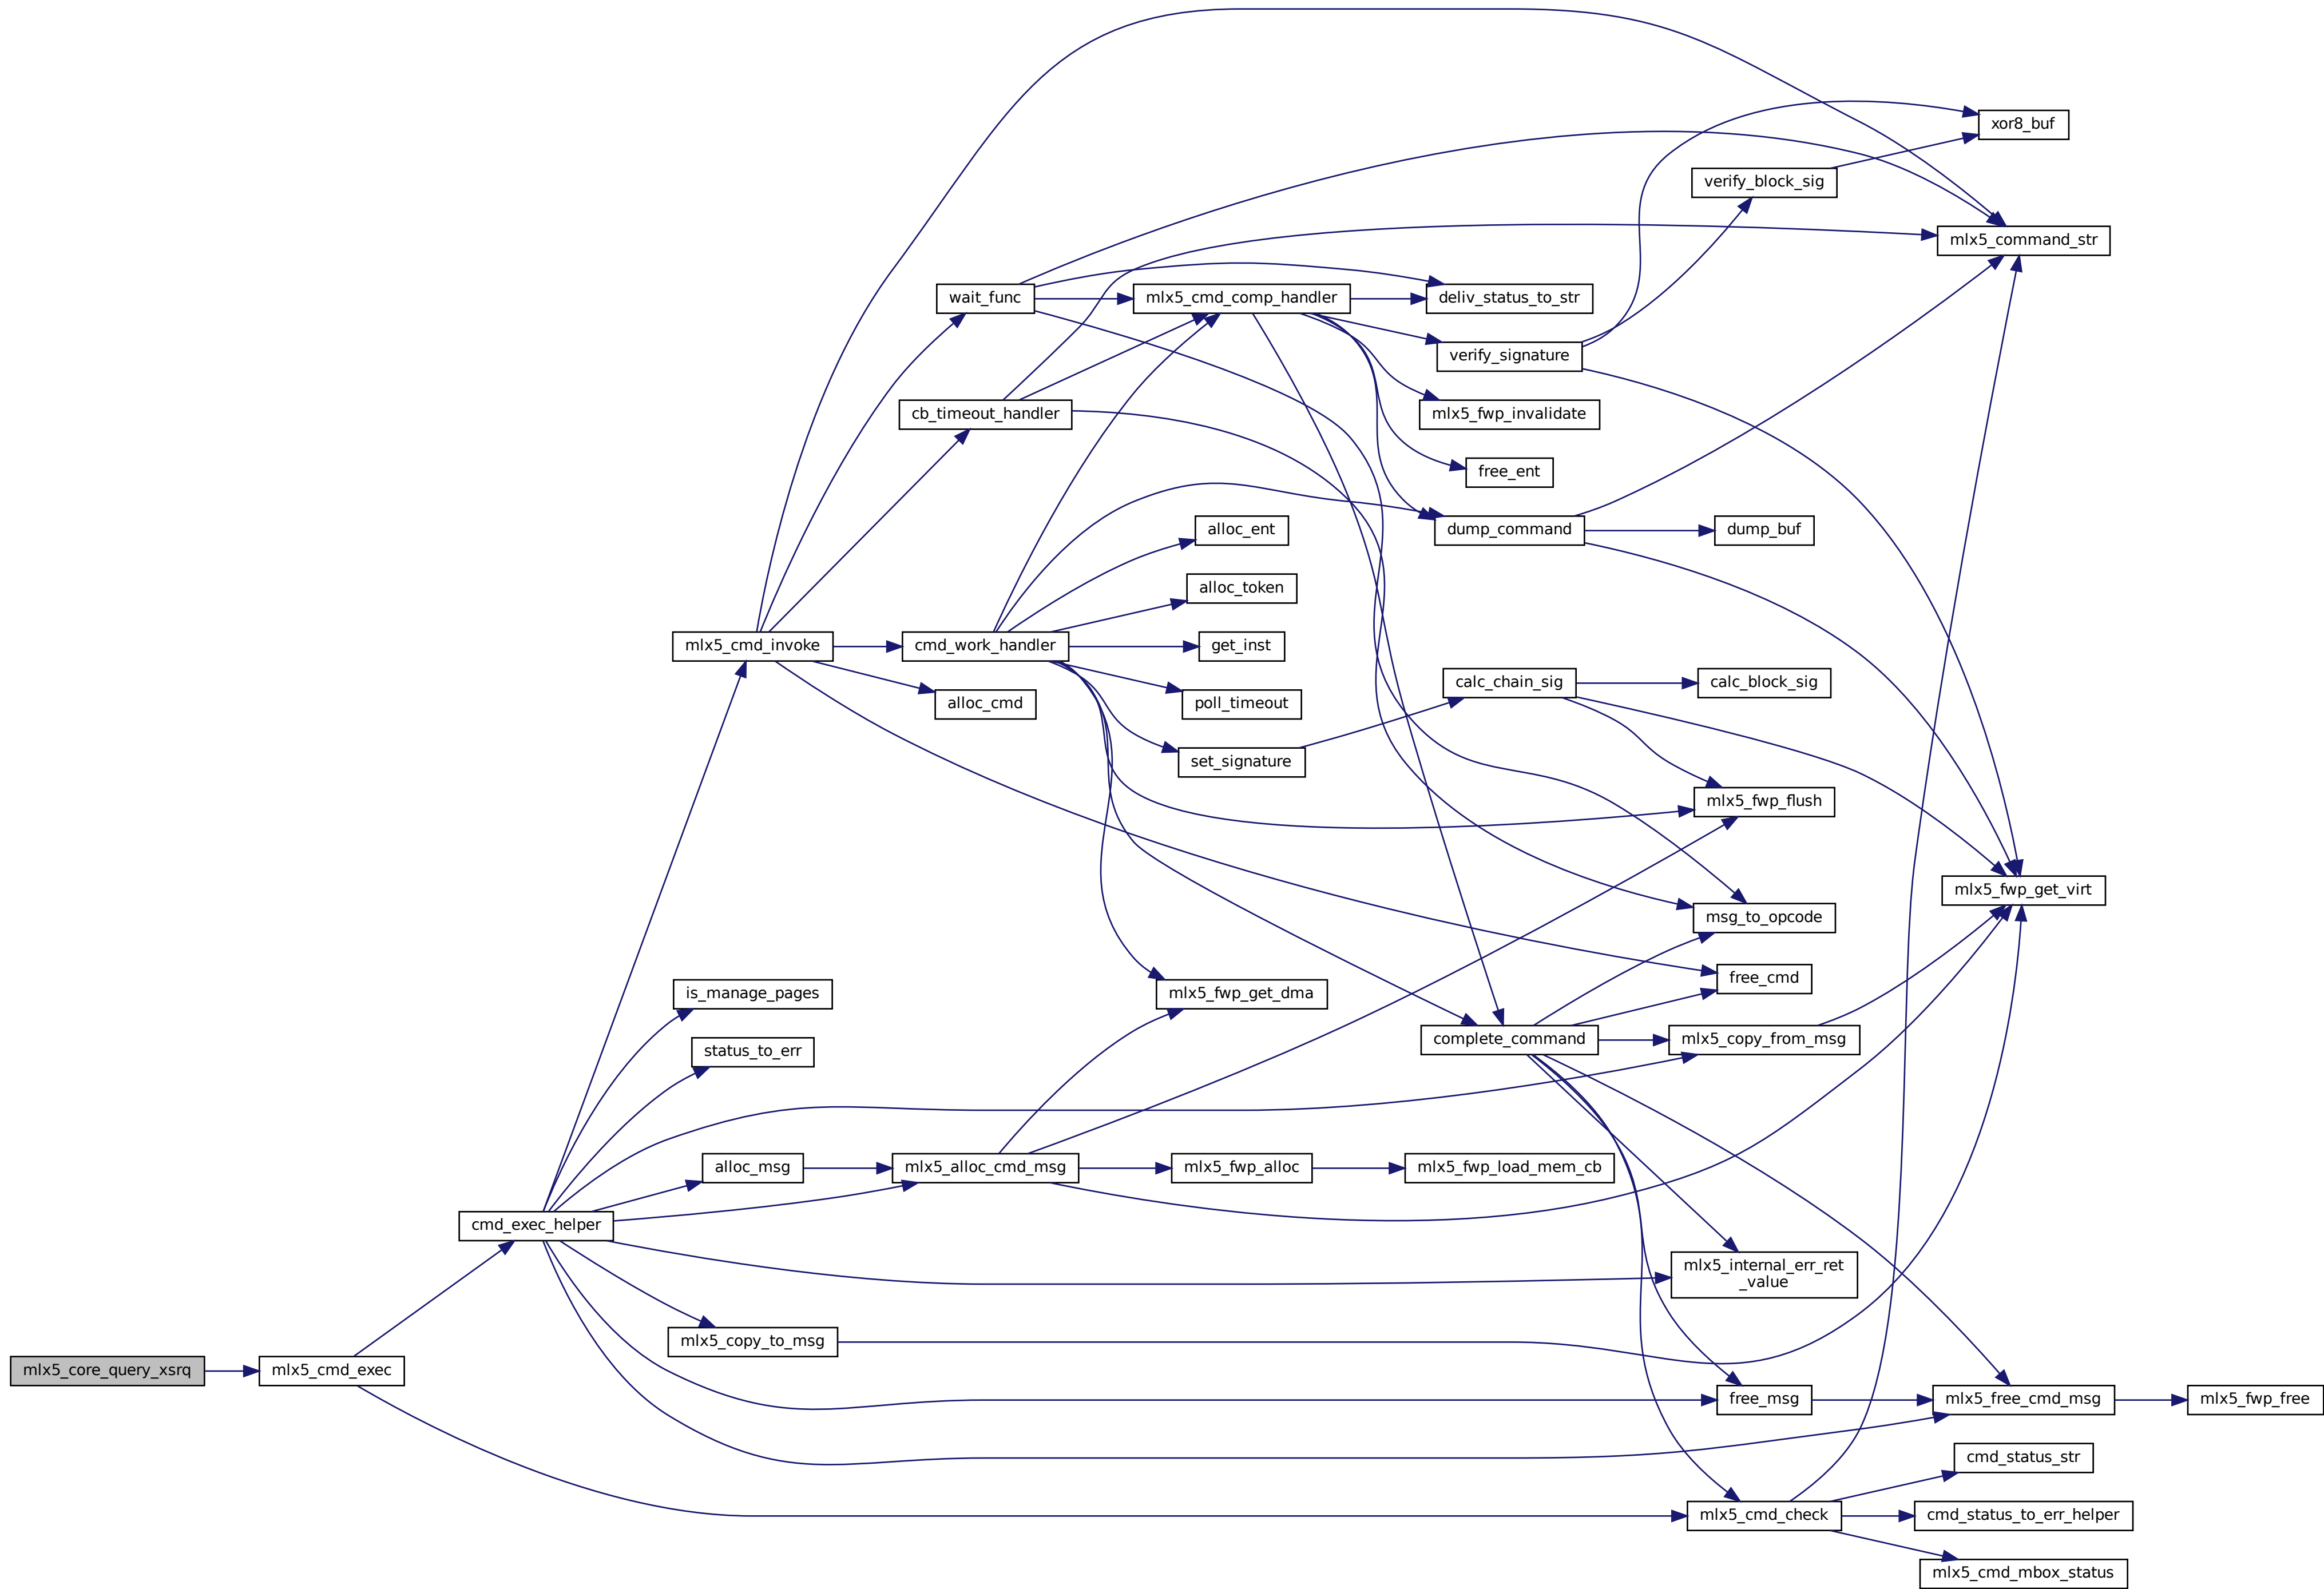 xor8_buf
verify_block_sig
mlx5_command_str
wait_func
mlx5_cmd_comp_handler
deliv_status_to_str
verify_signature
cb_timeout_handler
mlx5_fwp_invalidate
free_ent
alloc_ent
dump_command
dump_buf
alloc_token
mlx5_cmd_invoke
cmd_work_handler
get_inst
calc_chain_sig
calc_block_sig
alloc_cmd
poll_timeout
set_signature
mlx5_fwp_flush
mlx5_fwp_get_virt
msg_to_opcode
is_manage_pages
mlx5_fwp_get_dma
free_cmd
status_to_err
complete_command
mlx5_copy_from_msg
alloc_msg
mlx5_alloc_cmd_msg
mlx5_fwp_alloc
mlx5_fwp_load_mem_cb
cmd_exec_helper
mlx5_internal_err_ret
_value
mlx5_copy_to_msg
mlx5_core_query_xsrq
mlx5_cmd_exec
free_msg
mlx5_free_cmd_msg
mlx5_fwp_free
cmd_status_str
mlx5_cmd_check
cmd_status_to_err_helper
mlx5_cmd_mbox_status